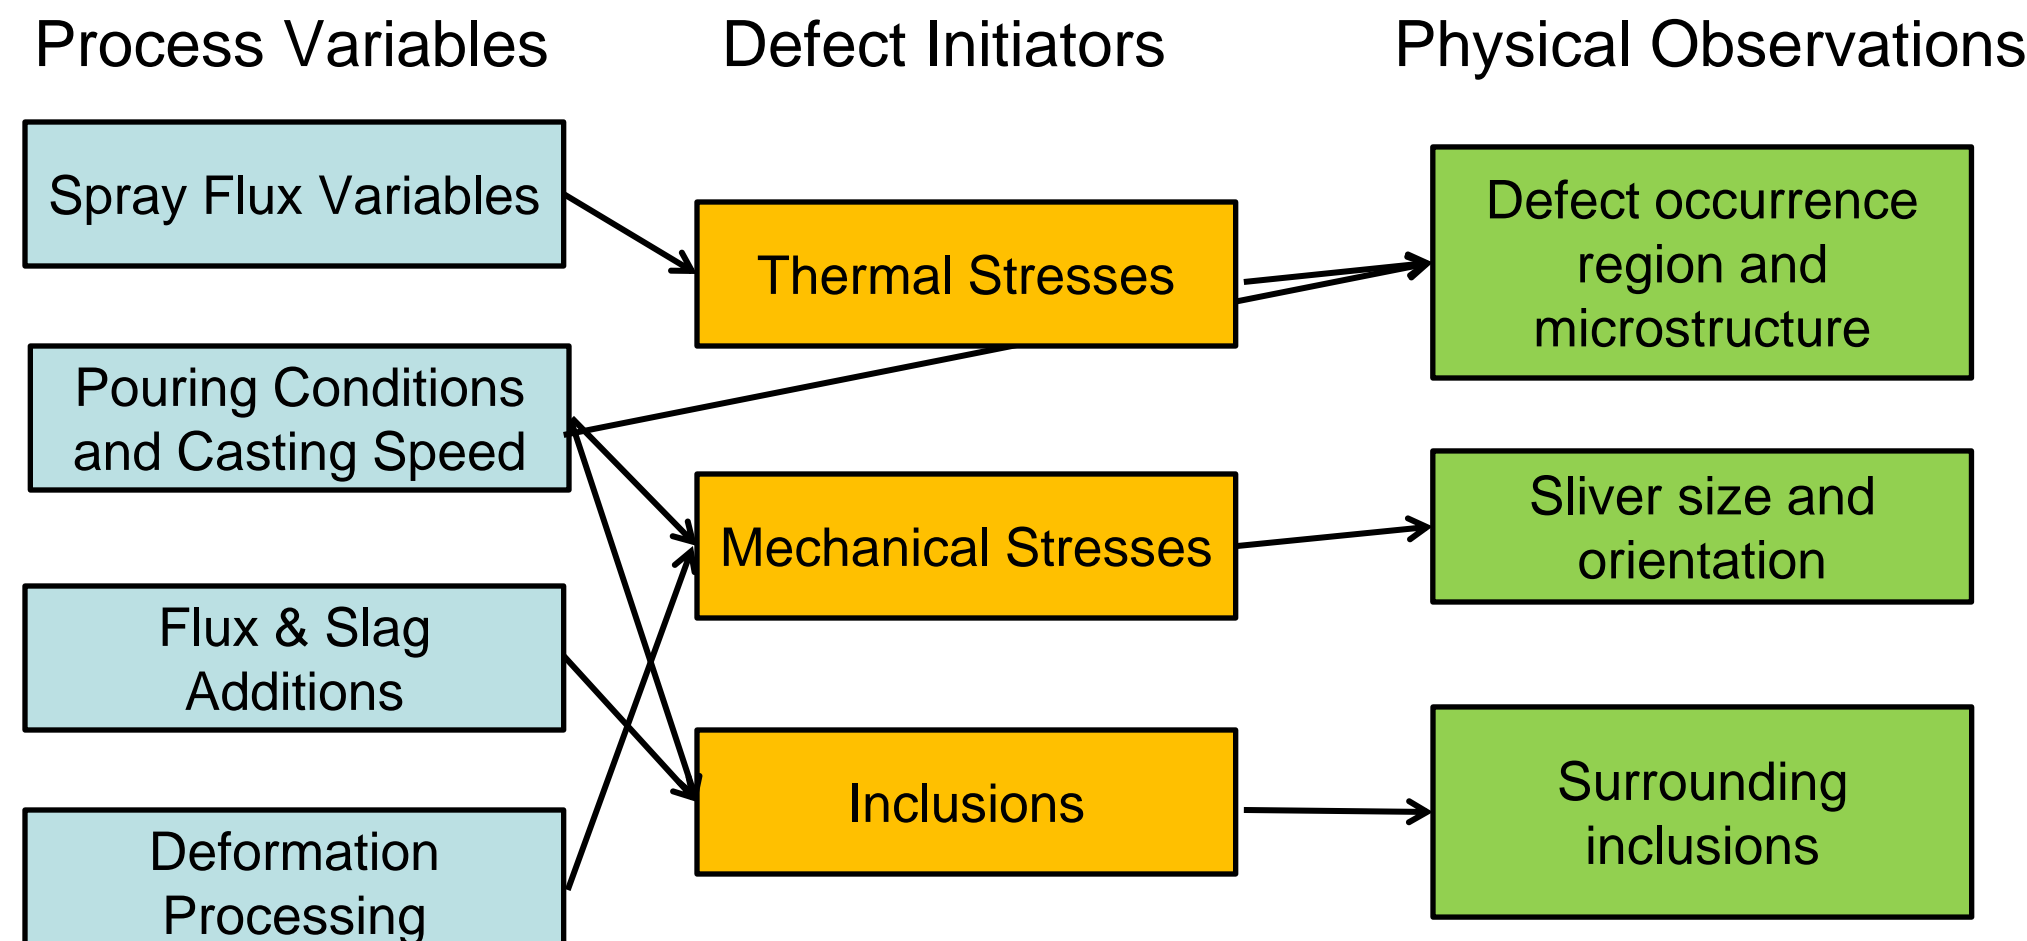 Process Variables
Defect Initiators
Physical Observations
Spray Flux Variables
Pouring Conditions
and Casting Speed
Flux & Slag
Additions
Deformation
Processing
Thermal Stresses
Mechanical Stresses
Inclusions
Defect occurrence
region and
microstructure
Sliver size and
orientation
Surrounding
inclusions